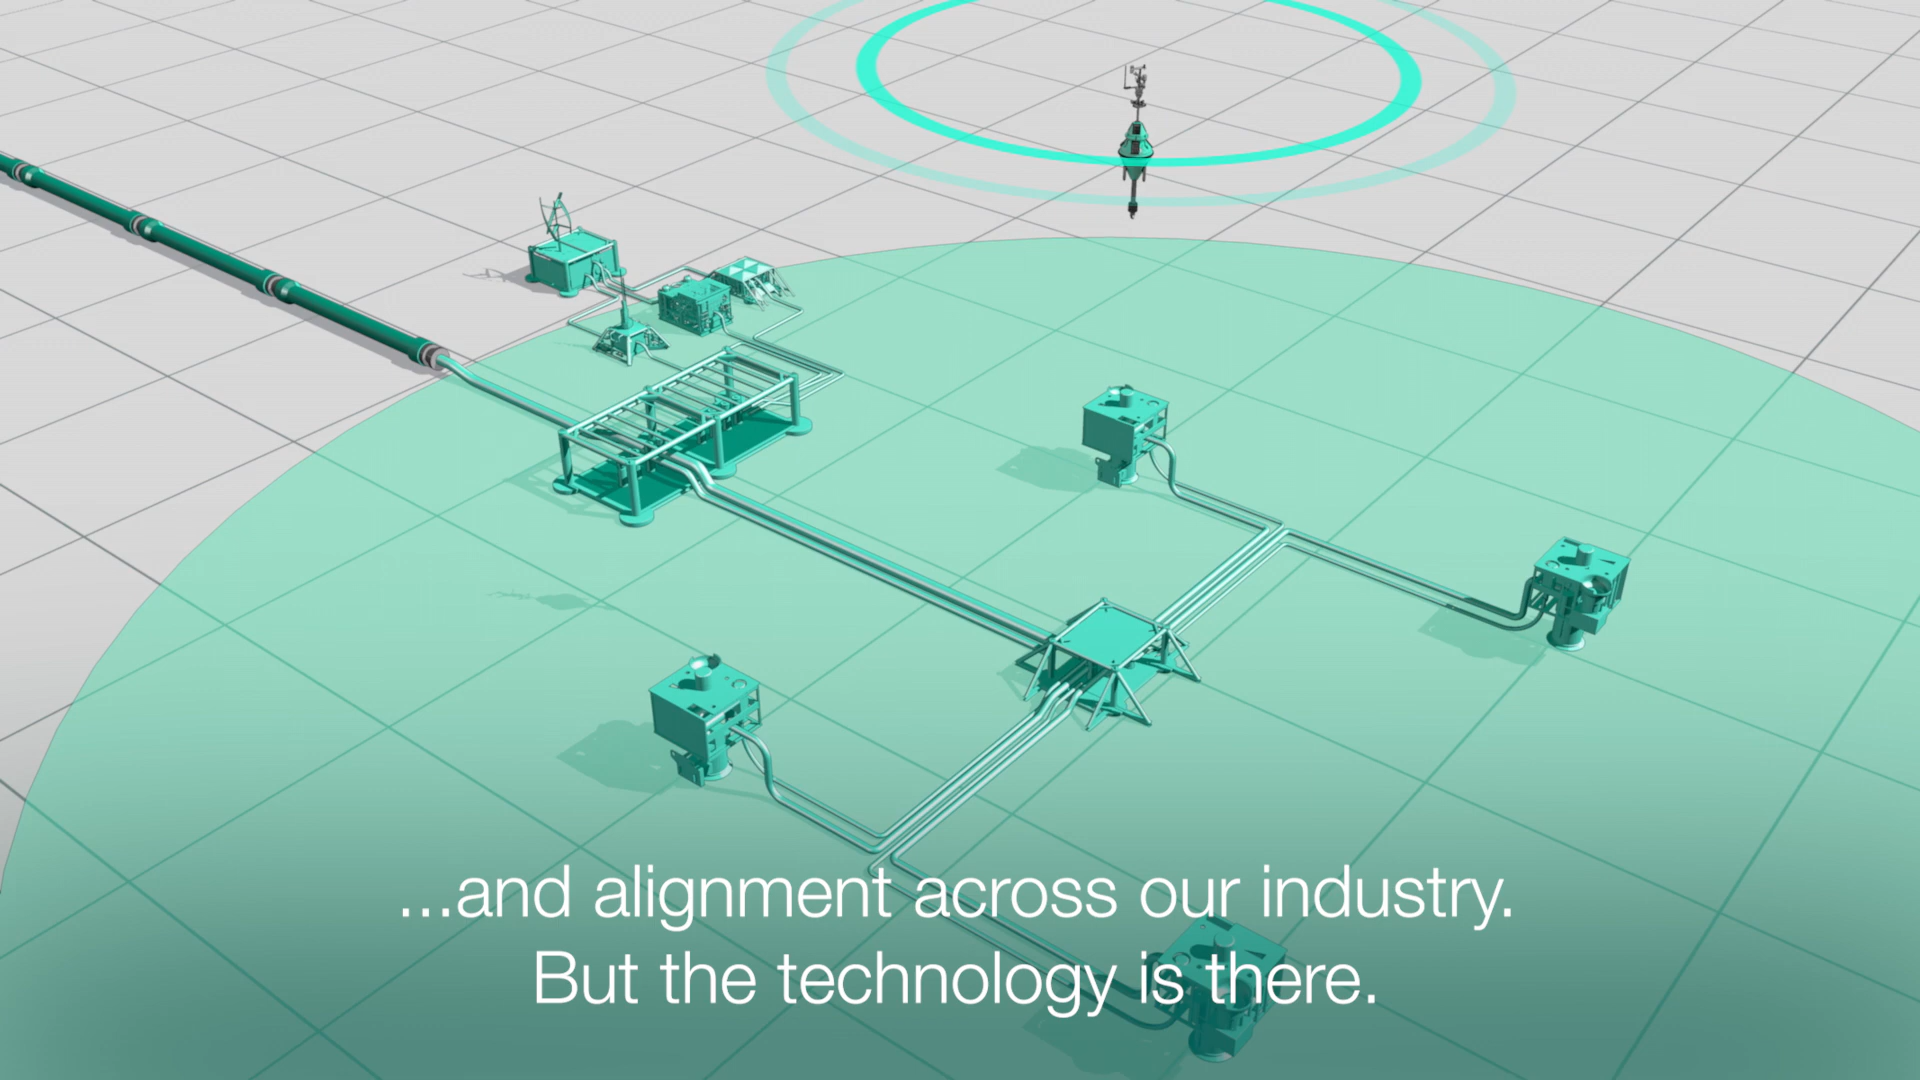 ...and alignment across our industry.
But the technology is there.